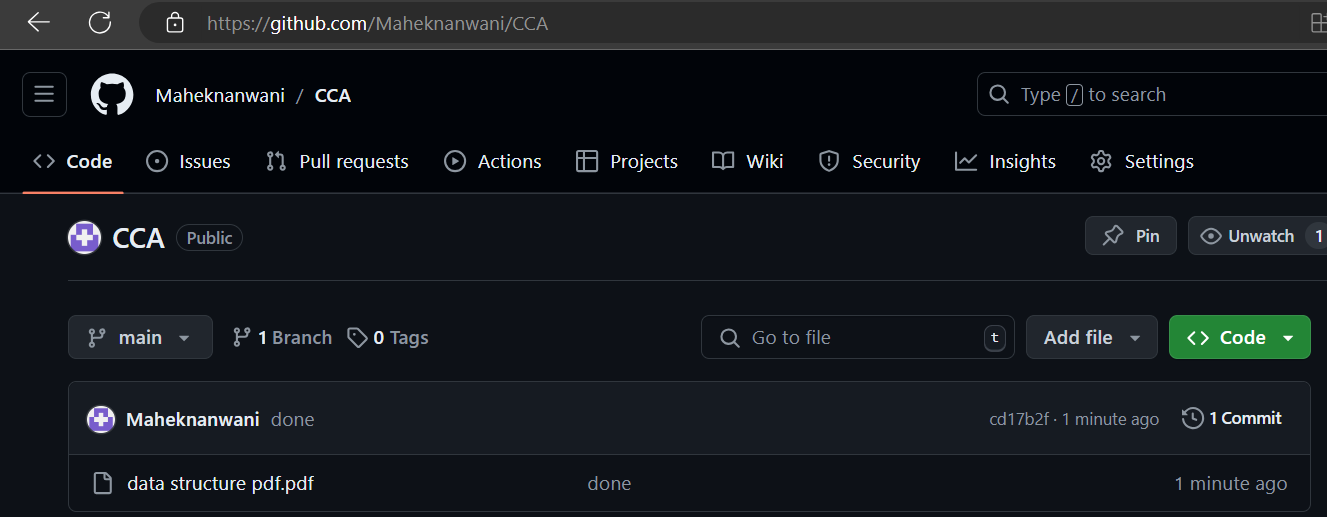 https://github.com/Maheknanwani/CCA
Maheknanwani / CCA
Type / to search
Code Issues Pull requests Actions Projects Wiki Security Insights Settings
CCA Public
Pin Unwatch 1
main 1 Branch 0 Tags
Go to file t Add file Code
Maheknanwani done cd17b2f · 1 minute ago 1 Commit
data structure pdf.pdf done 1 minute ago